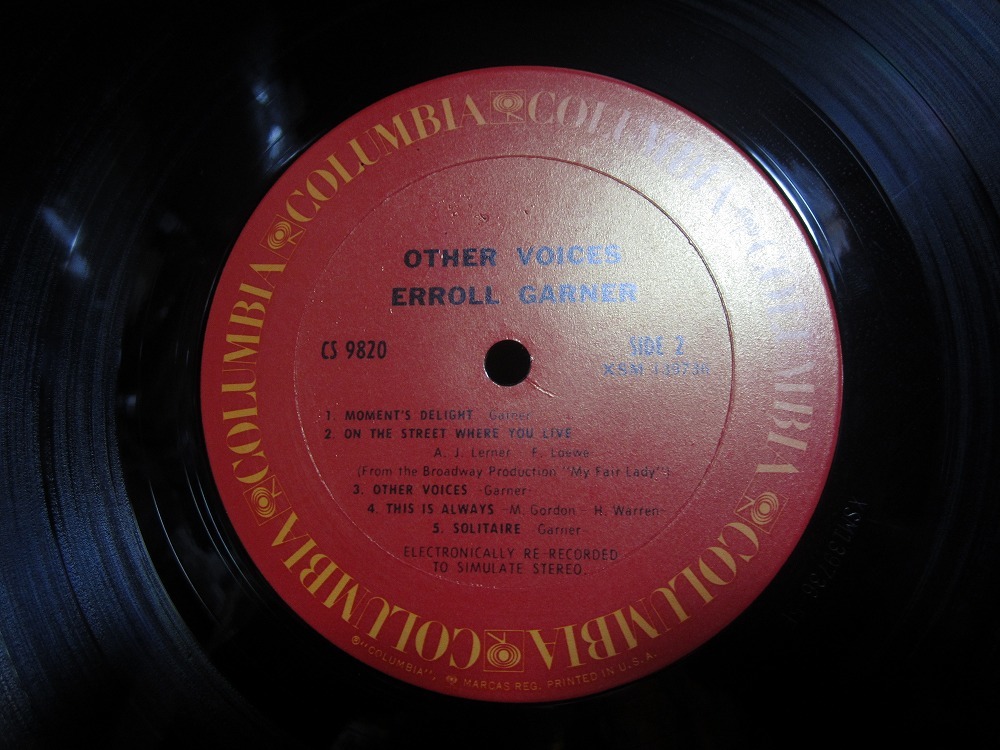 COLUMBIA COLUMBIA COLUMBIA COLUMBIA COLUMBIA COLUMBIA
OTHER VOICES
ERROLL GARNER
CS 9820
SIDE 2
1. MOMENT'S DELIGHT -Garner-
2. ON THE STREET WHERE YOU LIVE
A. J. Lerner - F. Loewe-
(From the Broadway Production "My Fair Lady")
3. OTHER VOICES -Garner-
4. THIS IS ALWAYS -M. Gordon - H. Warren-
5. SOLITAIRE -Garner-
ELECTRONICALLY RE-RECORDED
TO SIMULATE STEREO.
®"COLUMBIA", MARCAS REG. PRINTED IN U.S.A.